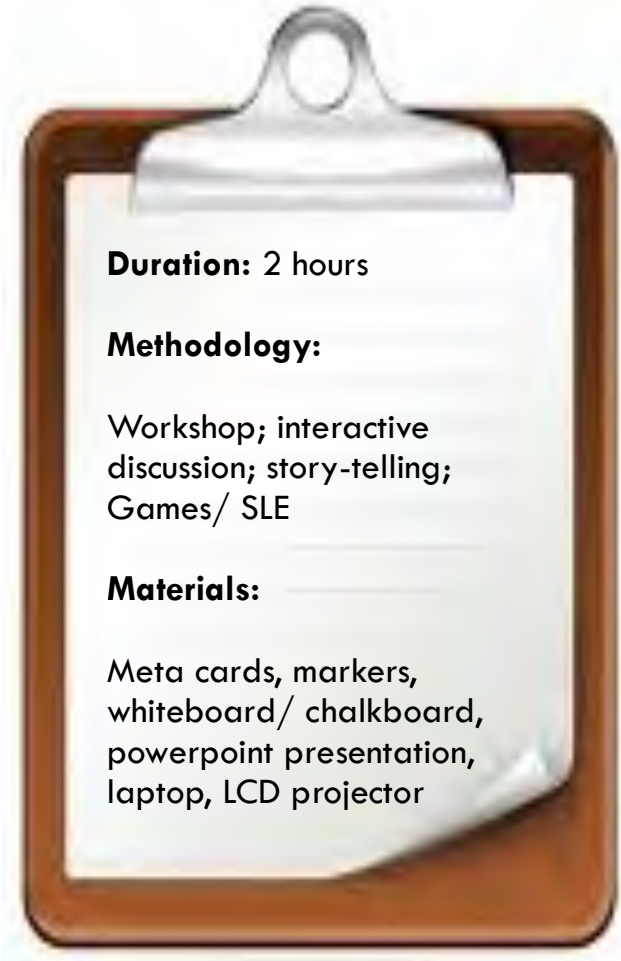 Duration: 2 hours
Methodology:
Workshop; interactive
discussion; story-telling;
Games/ SLE
Materials:
Meta cards, markers,
whiteboard/ chalkboard,
powerpoint presentation,
laptop, LCD projector